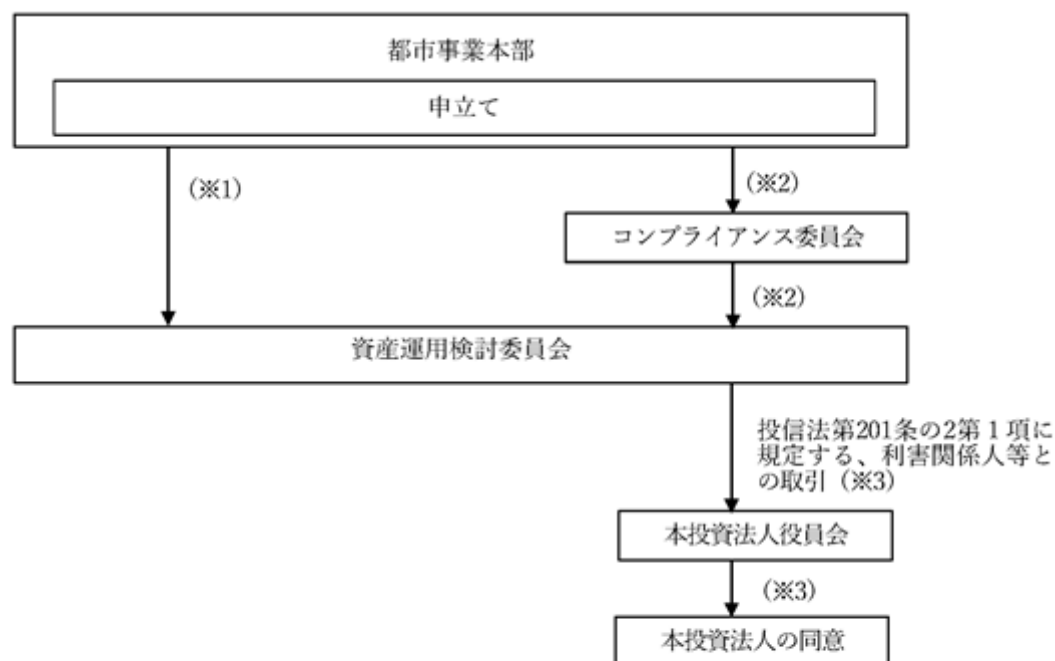 都市事業本部
申立て
(※1)
(※2)
コンプライアンス委員会
(※2)
資産運用検討委員会
投信法第201条の2第１項に
規定する、利害関係人等と
の取引（※3）
本投資法人役員会
(※3)
本投資法人の同意